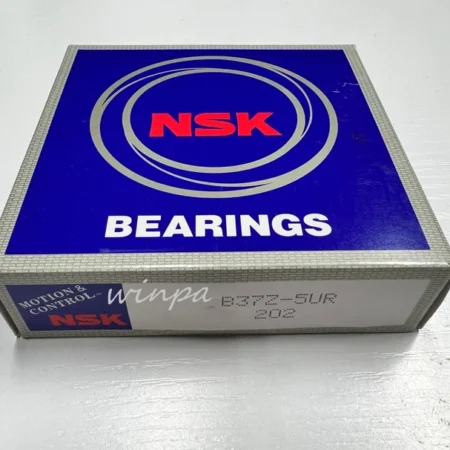 NSK
BEARINGS
MOTION &
CONTROL
NSK
winpa
B37Z-5UR
202